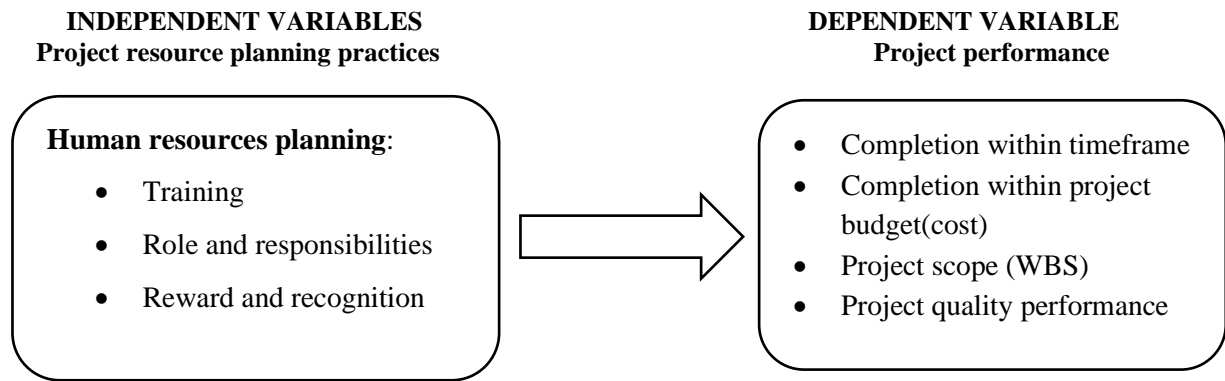 INDEPENDENT VARIABLES
Project resource planning practices
Human resources planning:
• Training
• Role and responsibilities
• Reward and recognition
DEPENDENT VARIABLE
Project performance
• Completion within timeframe
• Completion within project
budget(cost)
• Project scope (WBS)
• Project quality performance